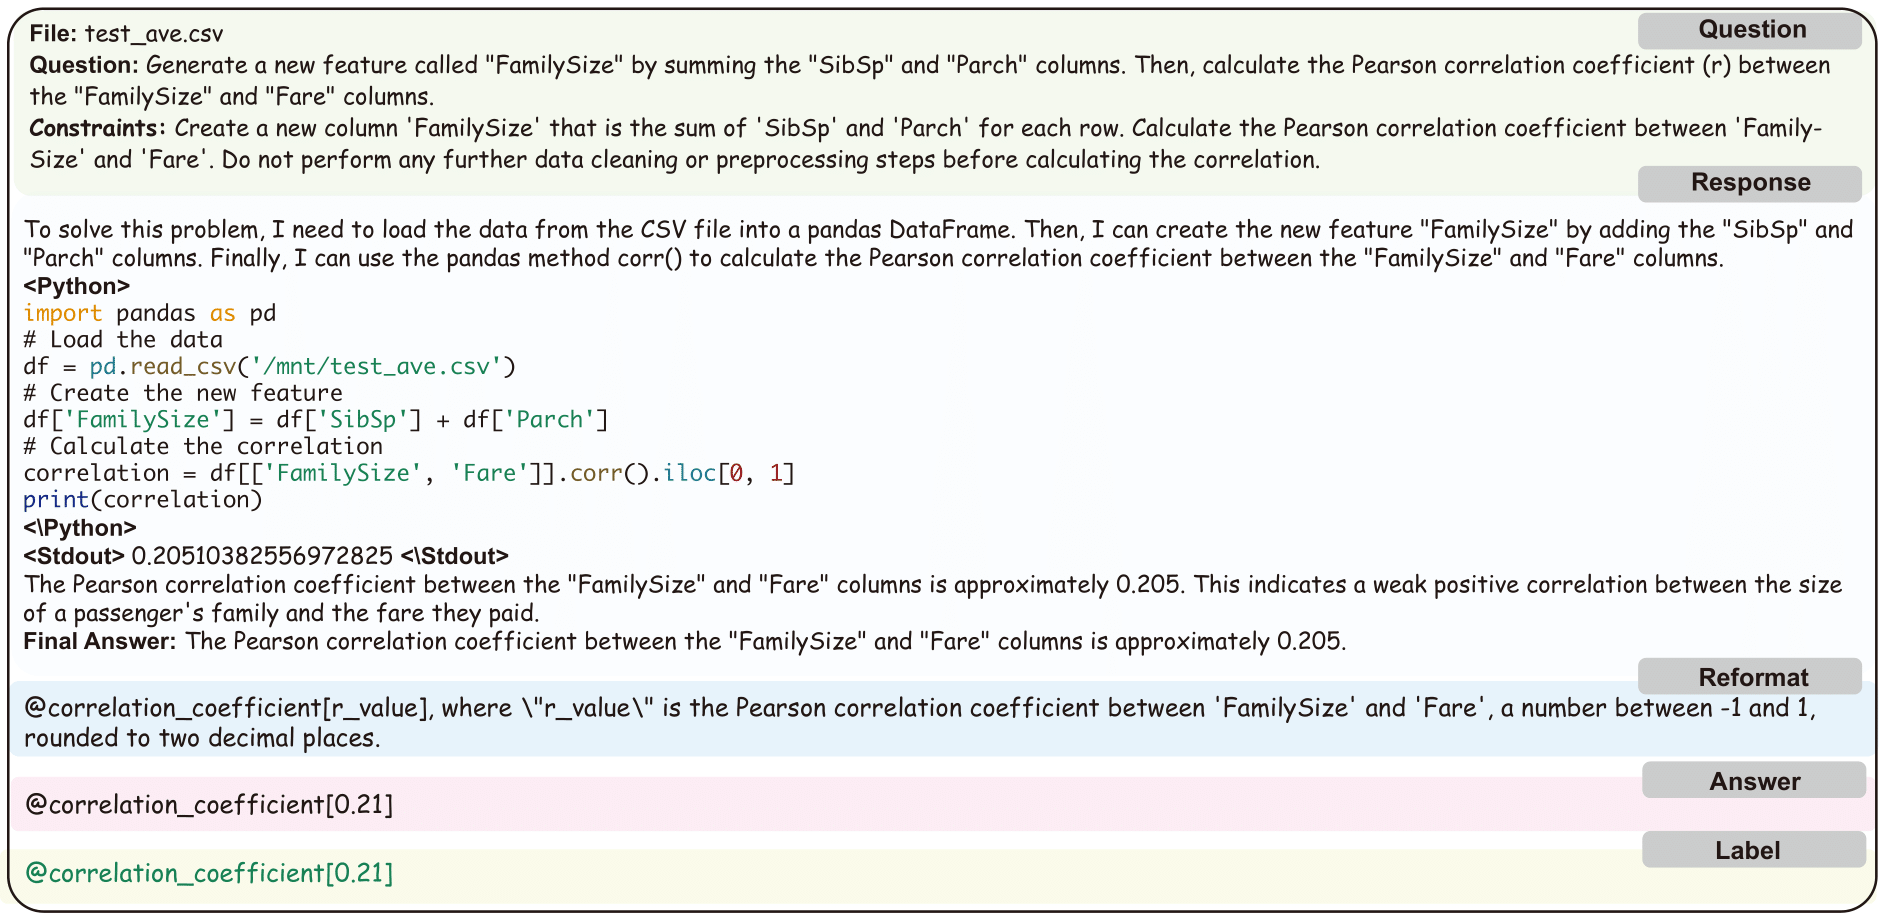 Question
File: test_ave.csv
Question: Generate a new feature called "FamilySize" by summing the "SibSp" and "Parch" columns. Then, calculate the Pearson correlation coefficient (r) between
the "FamilySize" and "Fare" columns.
Constraints: Create a new column 'FamilySize' that is the sum of 'SibSp' and 'Parch' for each row. Calculate the Pearson correlation coefficient between 'Family-
Size' and 'Fare'. Do not perform any further data cleaning or preprocessing steps before calculating the correlation.
Response
To solve this problem, I need to load the data from the CSV file into a pandas DataFrame. Then, I can create the new feature "FamilySize" by adding the "SibSp" and
"Parch" columns. Finally, I can use the pandas method corr() to calculate the Pearson correlation coefficient between the "FamilySize" and "Fare" columns.
<Python>
import pandas as pd
# Load the data
df = pd.read_csv('/mnt/test_ave.csv')
# Create the new feature
df['FamilySize'] = df['SibSp'] + df['Parch']
# Calculate the correlation
correlation = df[['FamilySize', 'Fare']].corr().iloc[0, 1]
print(correlation)
<\Python>
<Stdout> 0.20510382556972825 <\Stdout>
The Pearson correlation coefficient between the "FamilySize" and "Fare" columns is approximately 0.205. This indicates a weak positive correlation between the size
of a passenger's family and the fare they paid.
Final Answer: The Pearson correlation coefficient between the "FamilySize" and "Fare" columns is approximately 0.205.
Reformat
@correlation_coefficient[r_value], where \"r_value\" is the Pearson correlation coefficient between 'FamilySize' and 'Fare', a number between -1 and 1,
rounded to two decimal places.
Answer
@correlation_coefficient[0.21]
Label
@correlation_coefficient[0.21]